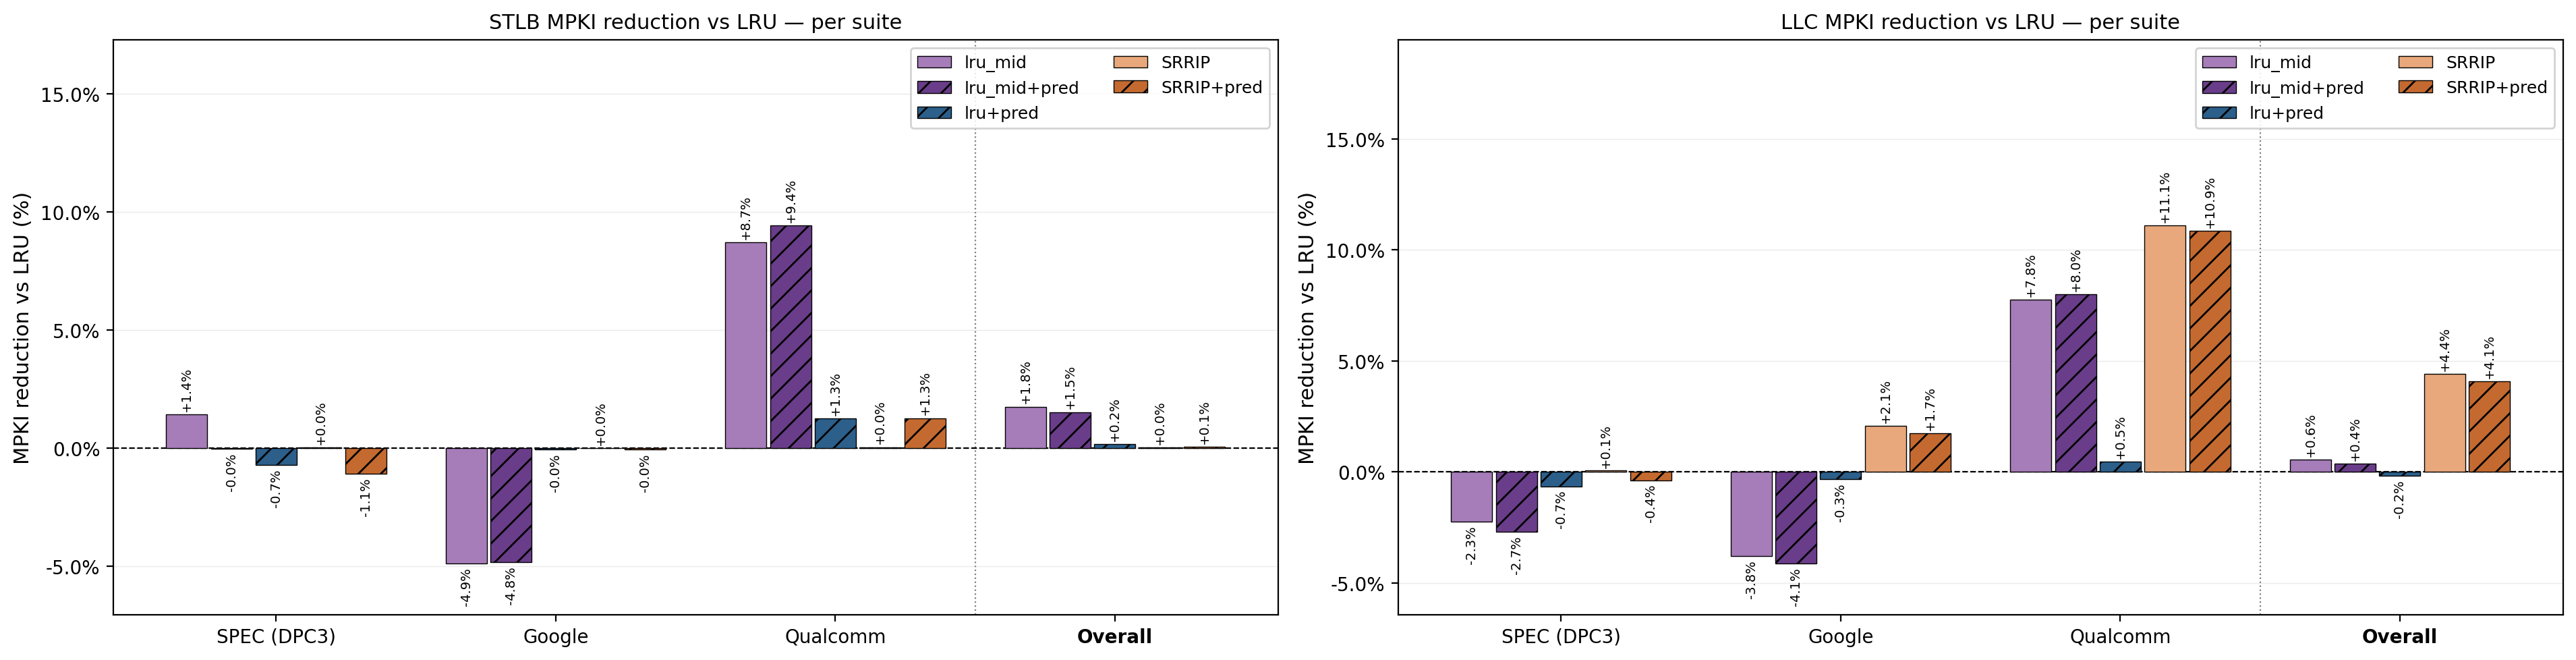 STLB MPKI reduction vs LRU — per suite
MPKI reduction vs LRU (%)
15.0%
10.0%
5.0%
0.0%
-5.0%
lru_mid
lru_mid+pred
lru+pred
SRRIP
SRRIP+pred
+1.4%
-0.0%
-0.7%
+0.0%
-1.1%
-4.9%
-4.8%
-0.0%
+0.0%
-0.0%
+8.7%
+9.4%
+1.3%
+0.0%
+1.3%
+1.8%
+1.5%
+0.2%
+0.0%
+0.1%
SPEC (DPC3)
Google
Qualcomm
Overall
LLC MPKI reduction vs LRU — per suite
MPKI reduction vs LRU (%)
15.0%
10.0%
5.0%
0.0%
-5.0%
lru_mid
lru_mid+pred
lru+pred
SRRIP
SRRIP+pred
-2.3%
-2.7%
-0.7%
+0.1%
-0.4%
-3.8%
-4.1%
-0.3%
+2.1%
+1.7%
+7.8%
+8.0%
+0.5%
+11.1%
+10.9%
+0.6%
+0.4%
-0.2%
+4.4%
+4.1%
SPEC (DPC3)
Google
Qualcomm
Overall